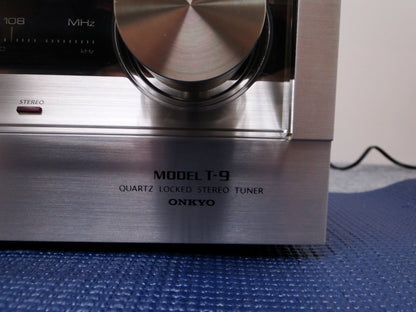 108 MHz
STEREO
MODEL T-9
QUARTZ LOCKED STEREO TUNER
ONKYO